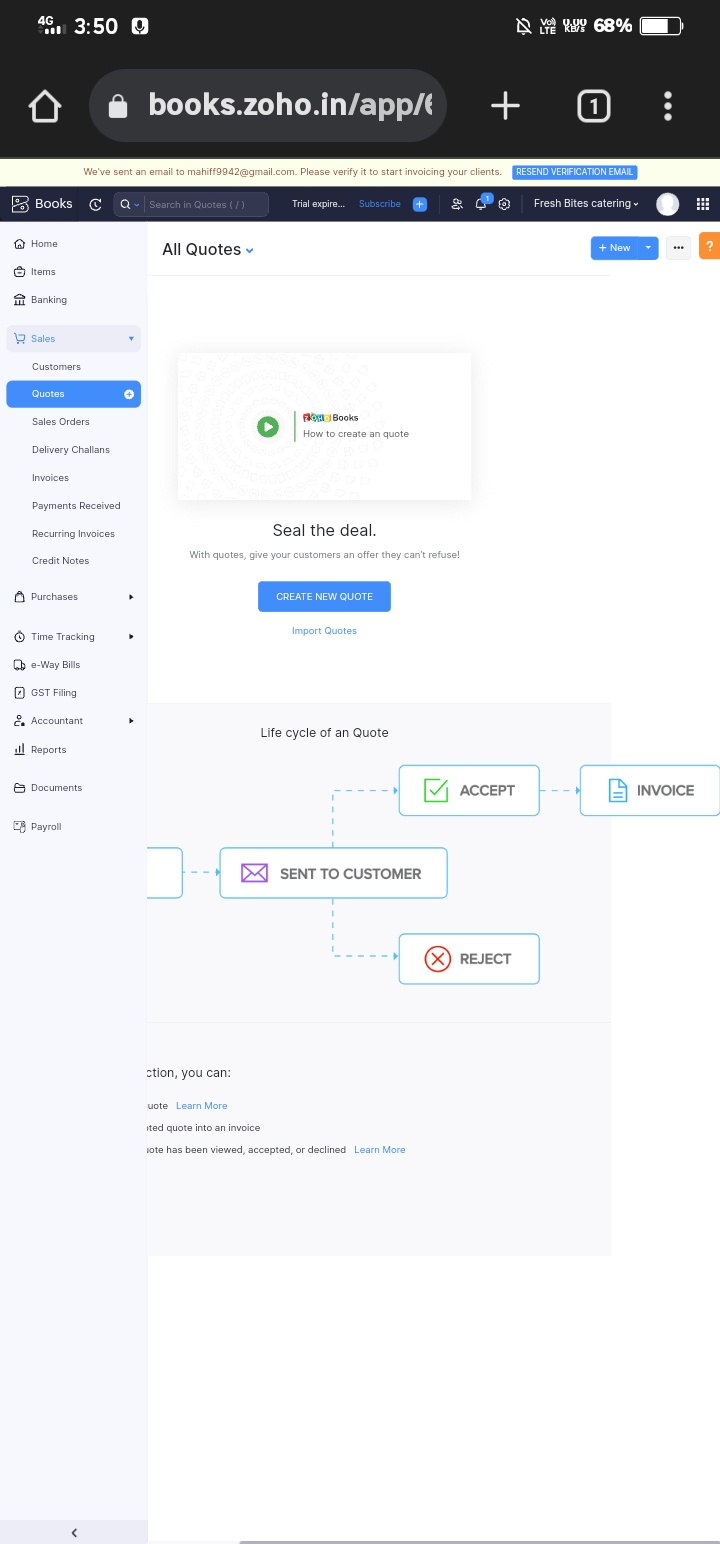 4G 3:50 Vo) LTE 0.00 KB/s 68%
books.zoho.in/app/6 1
We've sent an email to mahiff9942@gmail.com. Please verify it to start invoicing your clients. RESEND VERIFICATION EMAIL
Books Search in Quotes ( / ) Trial expire... Subscribe 1 Fresh Bites catering
Home
Items
Banking
Sales
Customers
Quotes
Sales Orders
Delivery Challans
Invoices
Payments Received
Recurring Invoices
Credit Notes
Purchases
Time Tracking
e-Way Bills
GST Filing
Accountant
Reports
Documents
Payroll
All Quotes + New ... ?
ZOHO Books
How to create an quote
Seal the deal.
With quotes, give your customers an offer they can't refuse!
CREATE NEW QUOTE
Import Quotes
Life cycle of an Quote
ACCEPT
INVOICE
SENT TO CUSTOMER
REJECT
ction, you can:
uote Learn More
ted quote into an invoice
uote has been viewed, accepted, or declined Learn More